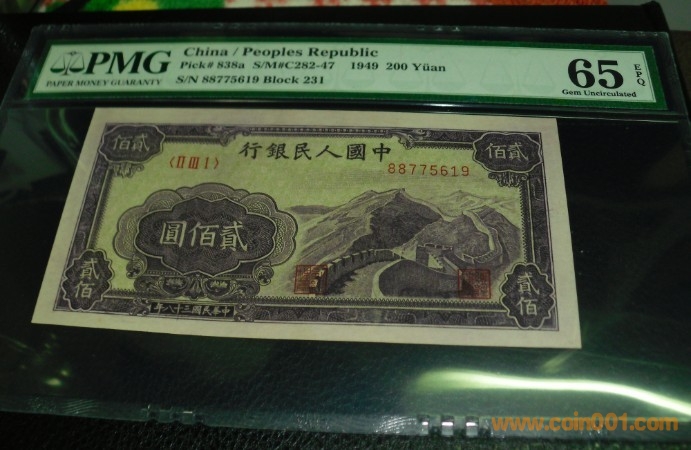 PMG
PAPER MONEY GUARANTY
China / Peoples Republic
Pick# 838a S/M#C282-47 1949 200 Yüan
S/N 88775619 Block 231
65 EPQ
Gem Uncirculated
行銀民人國中
佰貳
佰貳
〈II III I〉
88775619
圓佰貳
貳佰
貳佰
年八十三國民華中
www.coin001.com